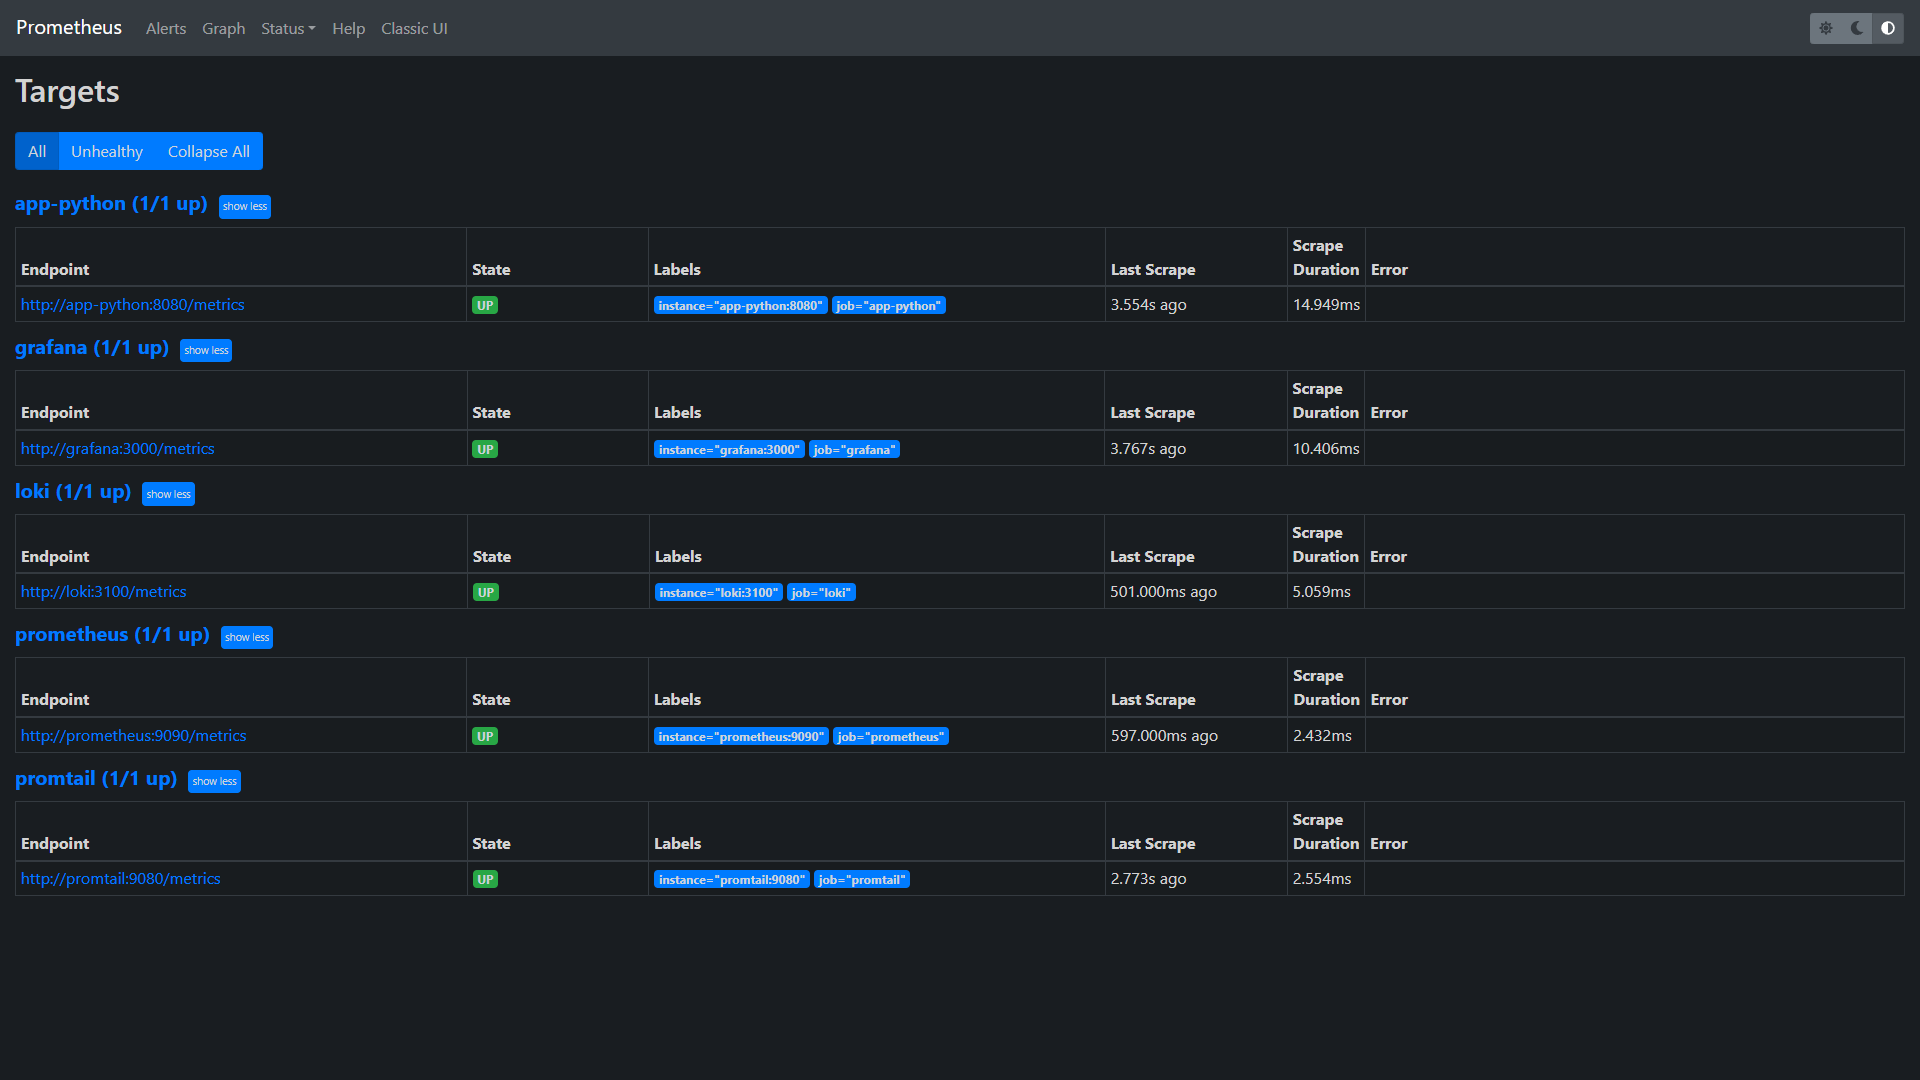 Prometheus Alerts Graph Status Help Classic UI
Targets
All Unhealthy Collapse All
app-python (1/1 up) show less
Endpoint State Labels Last Scrape Scrape Duration Error
http://app-python:8080/metrics UP instance="app-python:8080" job="app-python" 3.554s ago 14.949ms
grafana (1/1 up) show less
Endpoint State Labels Last Scrape Scrape Duration Error
http://grafana:3000/metrics UP instance="grafana:3000" job="grafana" 3.767s ago 10.406ms
loki (1/1 up) show less
Endpoint State Labels Last Scrape Scrape Duration Error
http://loki:3100/metrics UP instance="loki:3100" job="loki" 501.000ms ago 5.059ms
prometheus (1/1 up) show less
Endpoint State Labels Last Scrape Scrape Duration Error
http://prometheus:9090/metrics UP instance="prometheus:9090" job="prometheus" 597.000ms ago 2.432ms
promtail (1/1 up) show less
Endpoint State Labels Last Scrape Scrape Duration Error
http://promtail:9080/metrics UP instance="promtail:9080" job="promtail" 2.773s ago 2.554ms